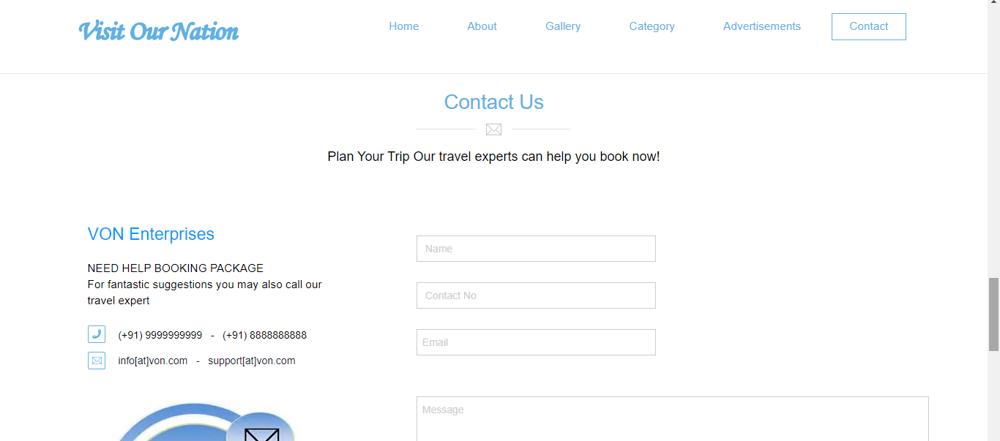 Visit Our Nation
Home About Gallery Category Advertisements Contact
Contact Us
Plan Your Trip Our travel experts can help you book now!
VON Enterprises
NEED HELP BOOKING PACKAGE
For fantastic suggestions you may also call our
travel expert
(+91) 9999999999 - (+91) 8888888888
info[at]von.com - support[at]von.com
Name
Contact No
Email
Message